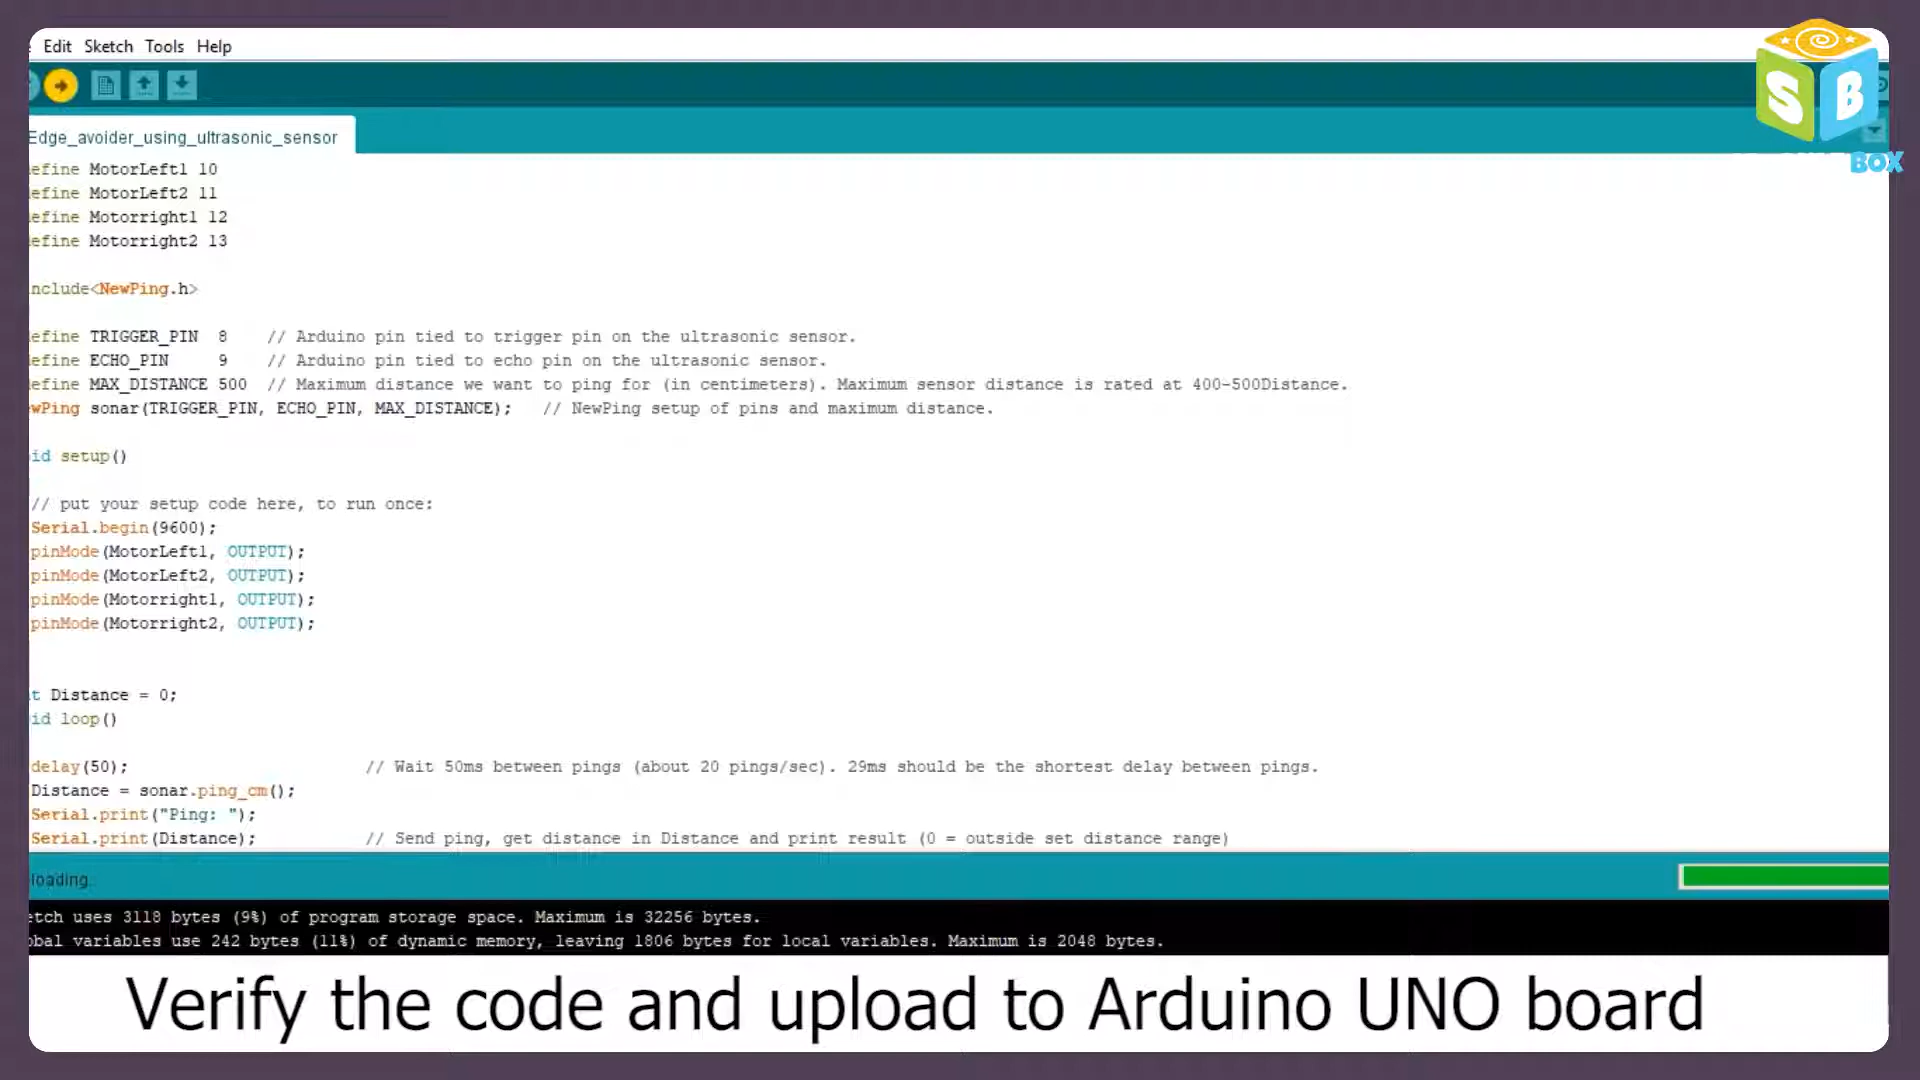 Edit Sketch Tools Help
Edge_avoider_using_ultrasonic_sensor
efine MotorLeft1 10
efine MotorLeft2 11
efine Motorright1 12
efine Motorright2 13
nclude<NewPing.h>
efine TRIGGER_PIN 8 // Arduino pin tied to trigger pin on the ultrasonic sensor.
efine ECHO_PIN 9 // Arduino pin tied to echo pin on the ultrasonic sensor.
efine MAX_DISTANCE 500 // Maximum distance we want to ping for (in centimeters). Maximum sensor distance is rated at 400-500Distance.
wPing sonar(TRIGGER_PIN, ECHO_PIN, MAX_DISTANCE); // NewPing setup of pins and maximum distance.
id setup()
// put your setup code here, to run once:
Serial.begin(9600);
pinMode(MotorLeft1, OUTPUT);
pinMode(MotorLeft2, OUTPUT);
pinMode(Motorright1, OUTPUT);
pinMode(Motorright2, OUTPUT);
t Distance = 0;
id loop()
delay(50); // Wait 50ms between pings (about 20 pings/sec). 29ms should be the shortest delay between pings.
Distance = sonar.ping_cm();
Serial.print("Ping: ");
Serial.print(Distance); // Send ping, get distance in Distance and print result (0 = outside set distance range)
loading.
etch uses 3118 bytes (9%) of program storage space. Maximum is 32256 bytes.
obal variables use 242 bytes (11%) of dynamic memory, leaving 1806 bytes for local variables. Maximum is 2048 bytes.
Verify the code and upload to Arduino UNO board
S B
BOX